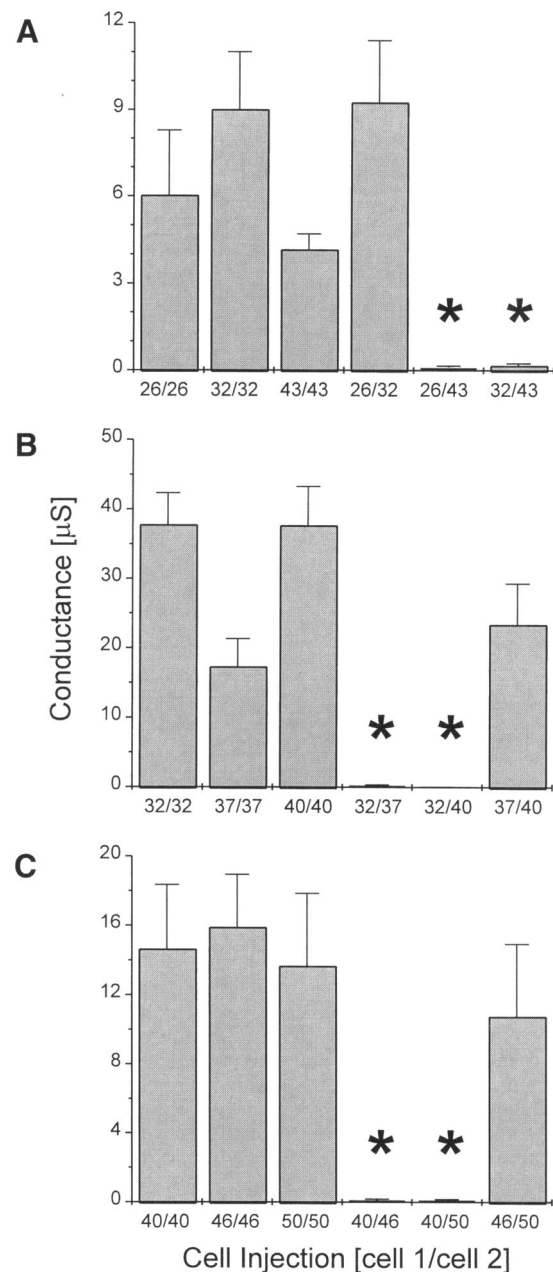 A
12
9
6
3
0
* *
26/26 32/32 43/43 26/32 26/43 32/43
B
50
40
30
20
10
0
* *
32/32 37/37 40/40 32/37 32/40 37/40
C
20
16
12
8
4
0
* *
40/40 46/46 50/50 40/46 40/50 46/50
Conductance [µS]
Cell Injection [cell 1/cell 2]